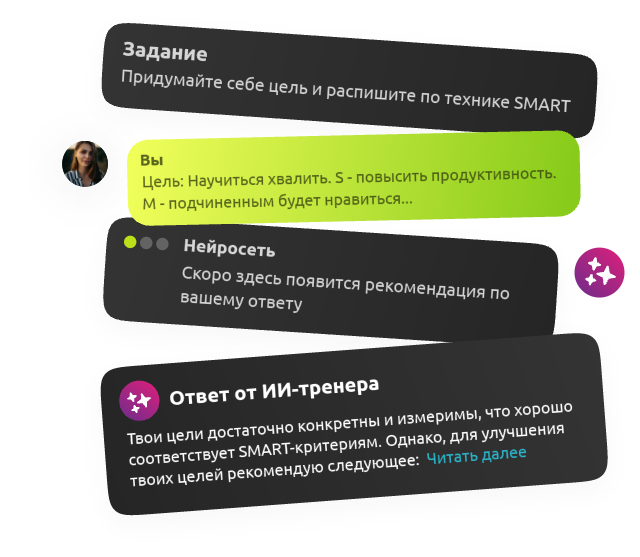 Задание
Придумайте себе цель и распишите по технике SMART
Вы
Цель: Научиться хвалить. S - повысить продуктивность.
M - подчиненным будет нравиться...
Нейросеть
Скоро здесь появится рекомендация по
вашему ответу
Ответ от ИИ-тренера
Твои цели достаточно конкретны и измеримы, что хорошо
соответствует SMART-критериям. Однако, для улучшения
твоих целей рекомендую следующее: Читать далее